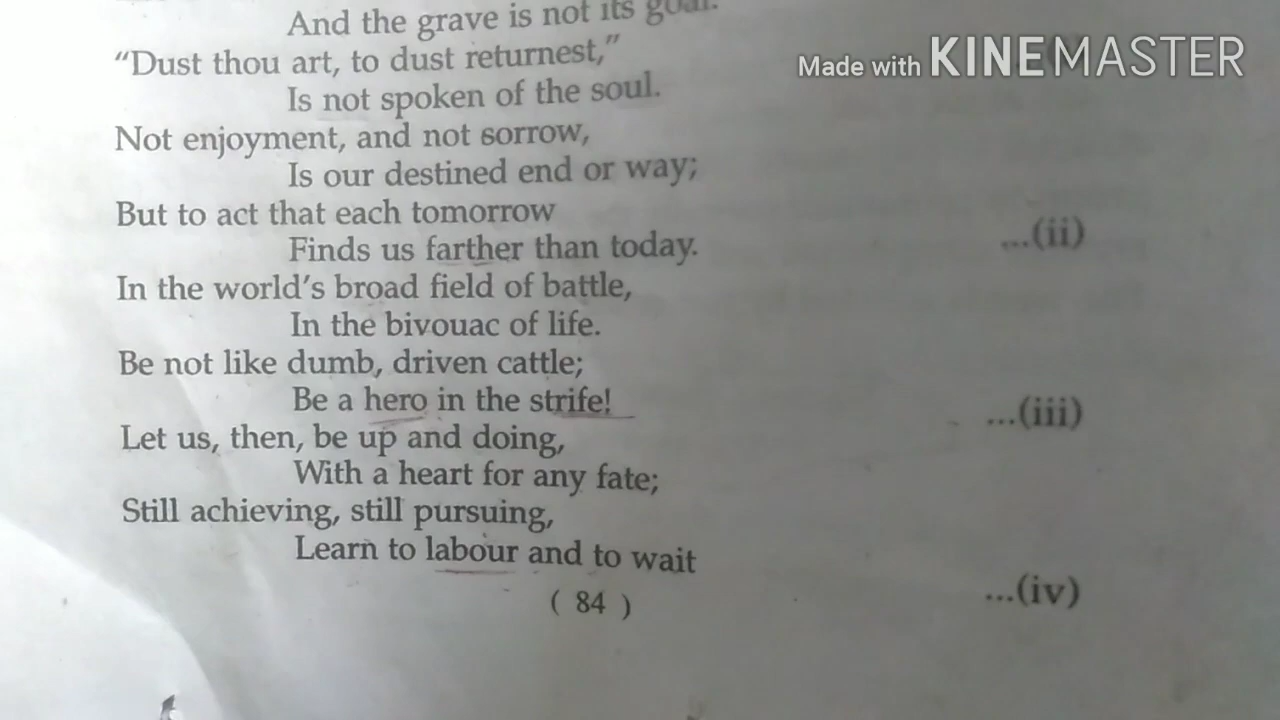 And the grave is not its goal.
“Dust thou art, to dust returnest,”
Is not spoken of the soul.
Not enjoyment, and not sorrow,
Is our destined end or way;
But to act that each tomorrow
Finds us farther than today.
...(ii)
In the world’s broad field of battle,
In the bivouac of life.
Be not like dumb, driven cattle;
Be a hero in the strife!
...(iii)
Let us, then, be up and doing,
With a heart for any fate;
Still achieving, still pursuing,
Learn to labour and to wait
...(iv)
( 84 )
Made with KINEMASTER